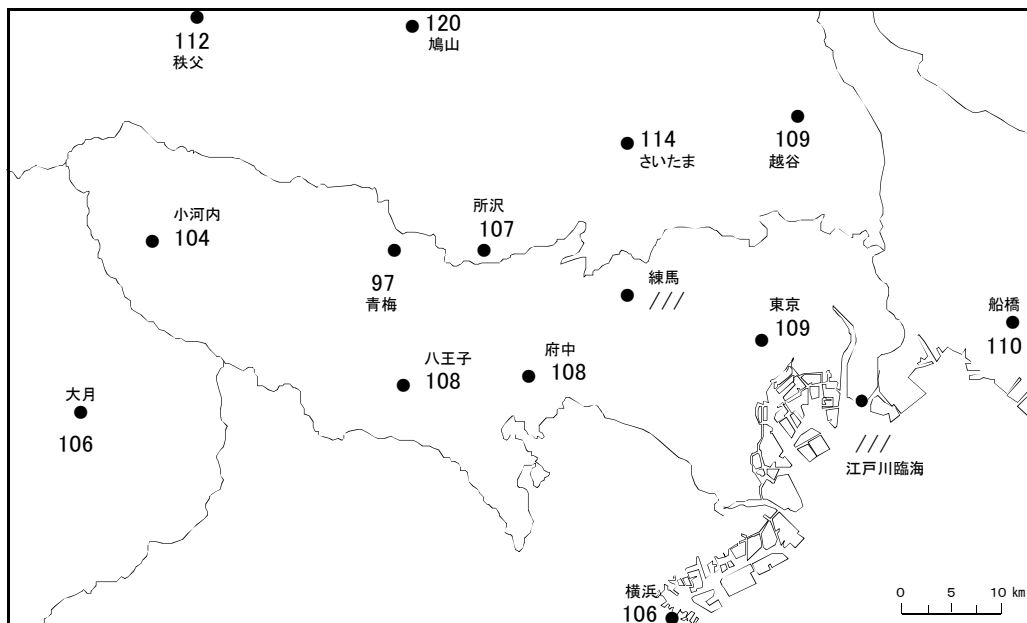 112
秩父
120
鳩山
114
さいたま
109
越谷
小河内
104
所沢
107
97
青梅
練馬
///
東京
109
船橋
110
八王子
108
府中
108
大月
106
///
江戸川臨海
横浜
106
0 5 10 km